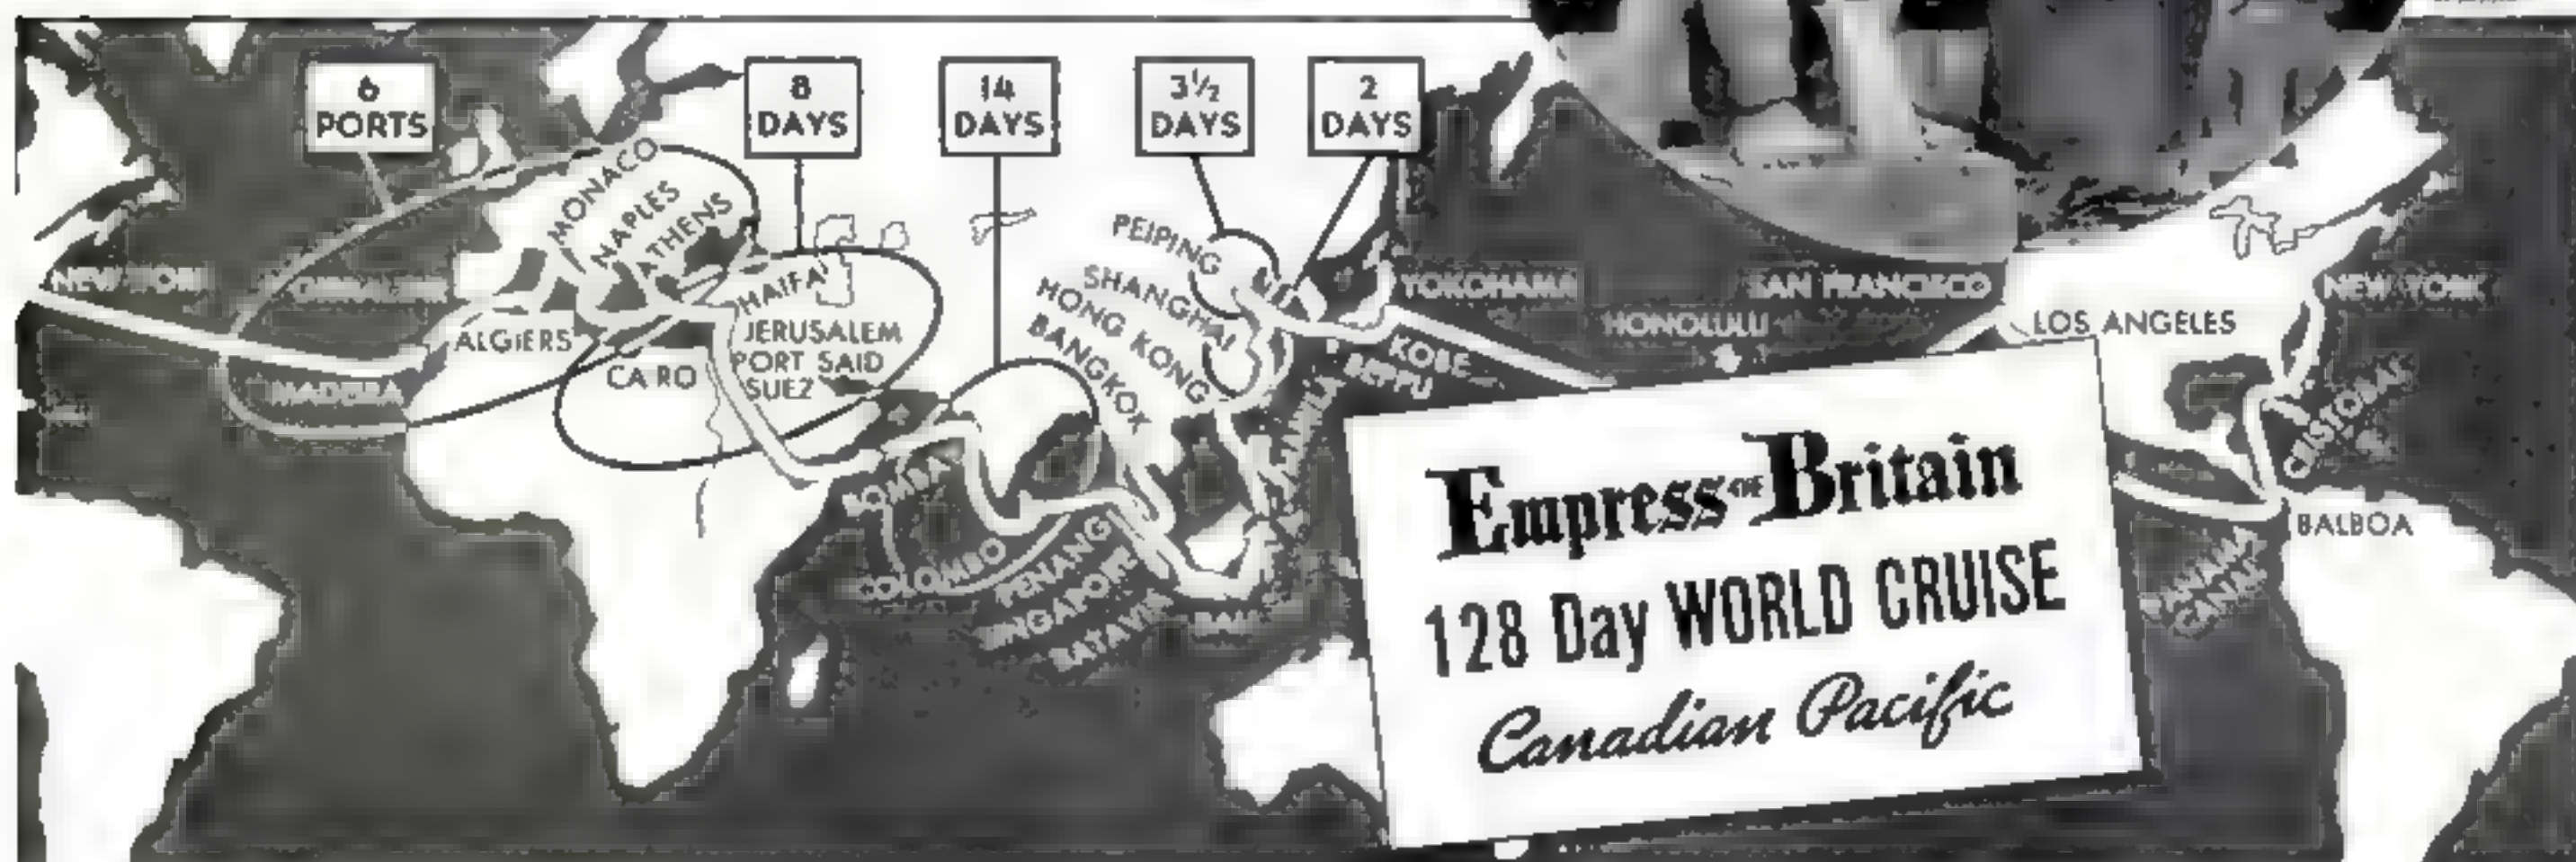 6
PORTS
8
DAYS
14
DAYS
3½
DAYS
2
DAYS
MONACO
NAPLES
ATHENS
NEW YORK
GIBRALTAR
ALGIERS
MADEIRA
HAIFA
JERUSALEM
PORT SAID
SUEZ
CAIRO
BOMBAY
COLOMBO
PENANG
SINGAPORE
BATAVIA
BALI
PEIPING
SHANGHAI
HONG KONG
BANGKOK
MANILA
YOKOHAMA
KOBE
BEPPU
HONOLULU
SAN FRANCISCO
LOS ANGELES
NEW YORK
CRISTOBAL
BALBOA
PANAMA
CANAL
Empress OF Britain
128 Day WORLD CRUISE
Canadian Pacific